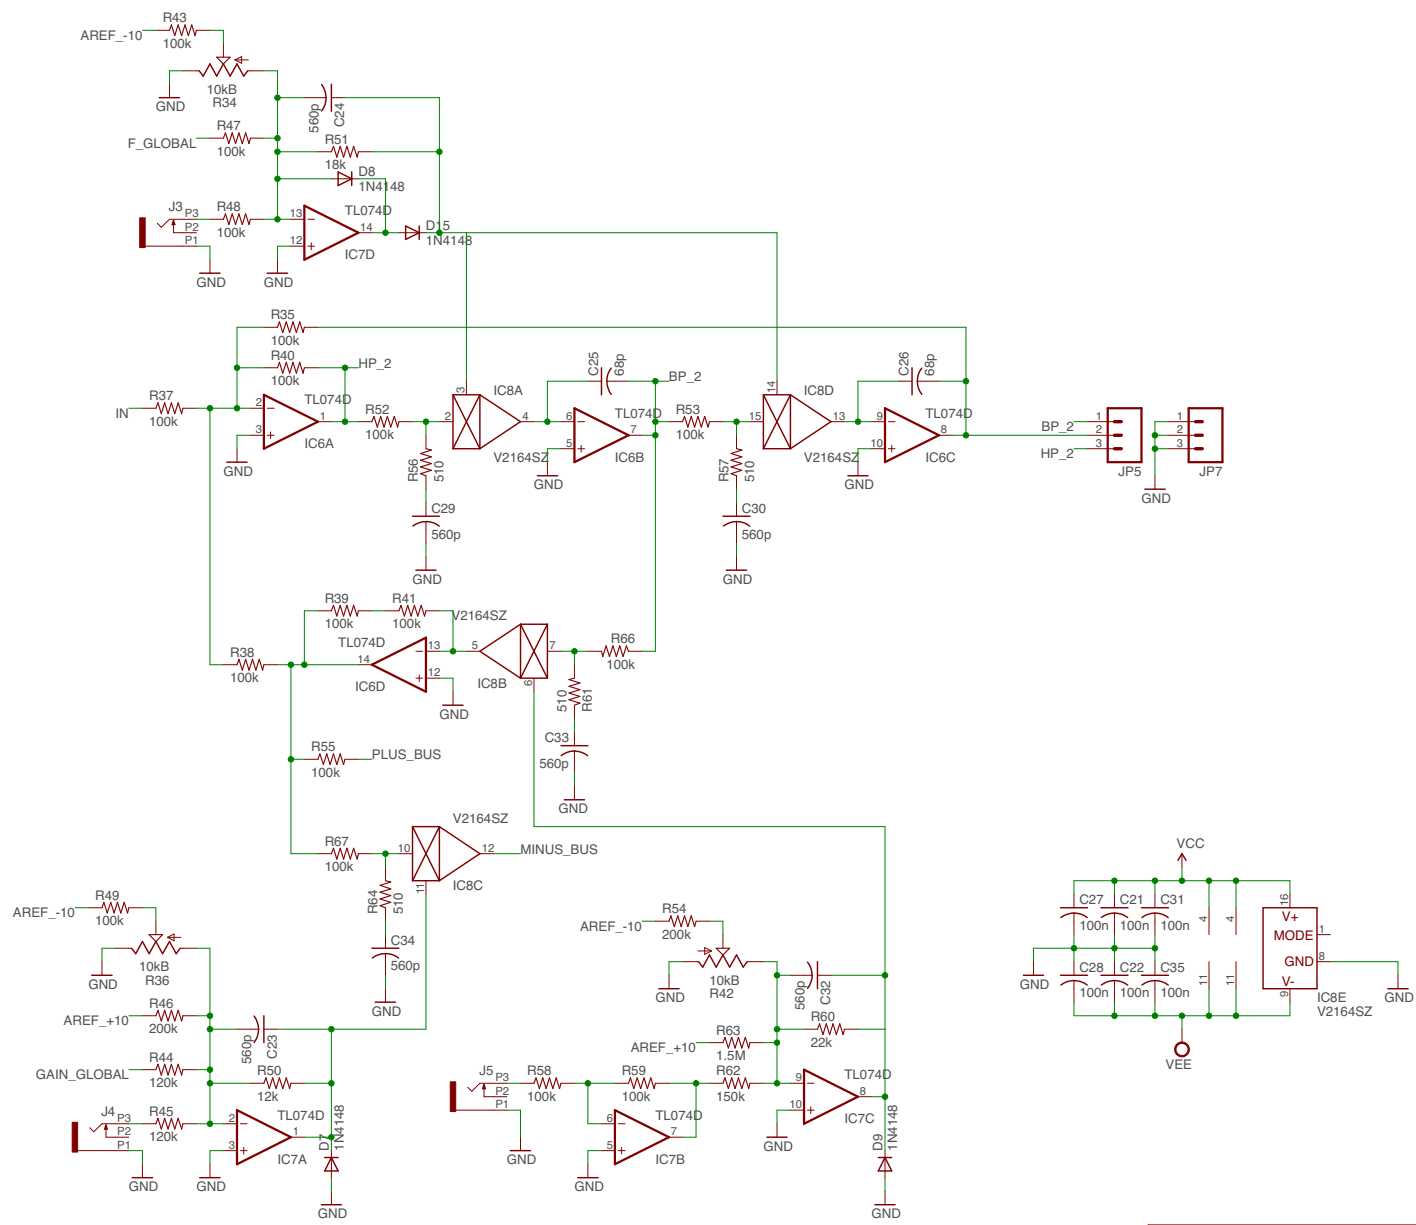 R43
AREF_-10
100k
10kB
R34
GND
560p
C24
R47
F_GLOBAL
100k
R51
18k
D8
1N4148
J3
P3
P2
P1
R48
100k
13
12
14
TL074D
IC7D
D15
1N4148
GND
GND
R35
100k
R40
100k
HP_2
R37
IN
100k
2
3
1
TL074D
IC6A
GND
R52
100k
R56
510
C29
560p
GND
3
2
4
IC8A
V2164SZ
C25
68p
BP_2
6
5
7
TL074D
IC6B
GND
R53
100k
R57
510
C30
560p
GND
14
15
13
IC8D
V2164SZ
C26
68p
9
10
8
TL074D
IC6C
GND
1
2
3
BP_2
HP_2
JP5
1
2
3
JP7
GND
R39
100k
R41
100k
V2164SZ
TL074D
14
13
12
IC6D
GND
R38
100k
5
7
6
IC8B
R66
100k
510
R61
C33
560p
GND
R55
100k
PLUS_BUS
R67
100k
V2164SZ
10
12
11
MINUS_BUS
IC8C
R64
510
C34
560p
GND
R49
AREF_-10
100k
10kB
R36
GND
R46
AREF_+10
200k
560p
C23
R44
GAIN_GLOBAL
120k
R50
12k
J4
P3
P2
P1
R45
120k
2
3
1
TL074D
IC7A
D7
1N4148
GND
GND
GND
R54
AREF_-10
200k
10kB
R42
GND
560p
C32
R60
22k
R63
AREF_+10
1.5M
J5
P3
P2
P1
R58
100k
R59
100k
R62
150k
6
5
7
TL074D
IC7B
9
10
8
TL074D
IC7C
D9
1N4148
GND
GND
GND
GND
VCC
C27
100n
C21
100n
C31
100n
4
4
16
V+
MODE
1
GND
8
V-
9
GND
C28
100n
C22
100n
C35
100n
11
11
IC8E
V2164SZ
GND
VEE